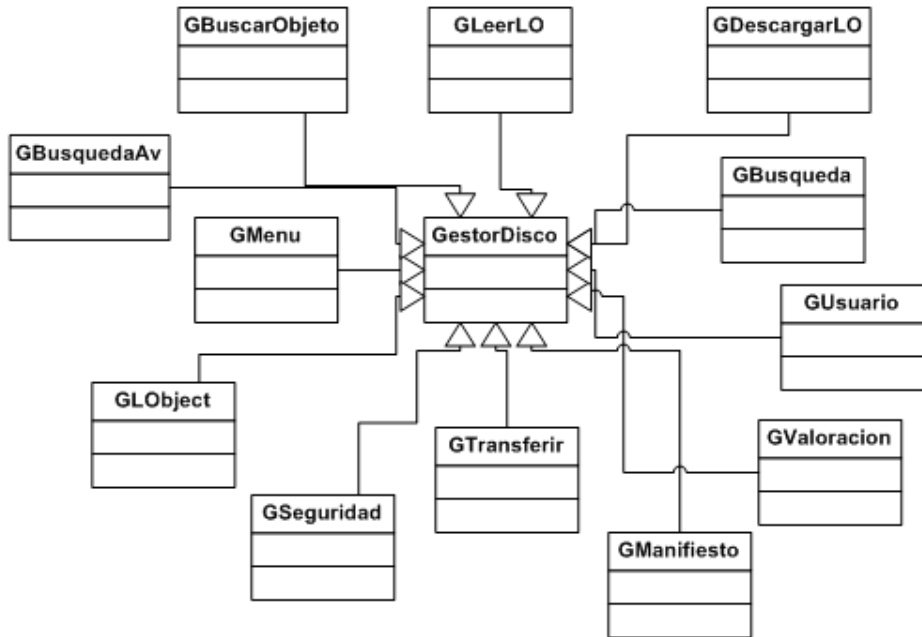 GBuscarObjeto
GLeerLO
GDescargarLO
GBusquedaAv
GBusqueda
GMenu
GestorDisco
GUsuario
GLObject
GTransferir
GValoracion
GSeguridad
GManifiesto